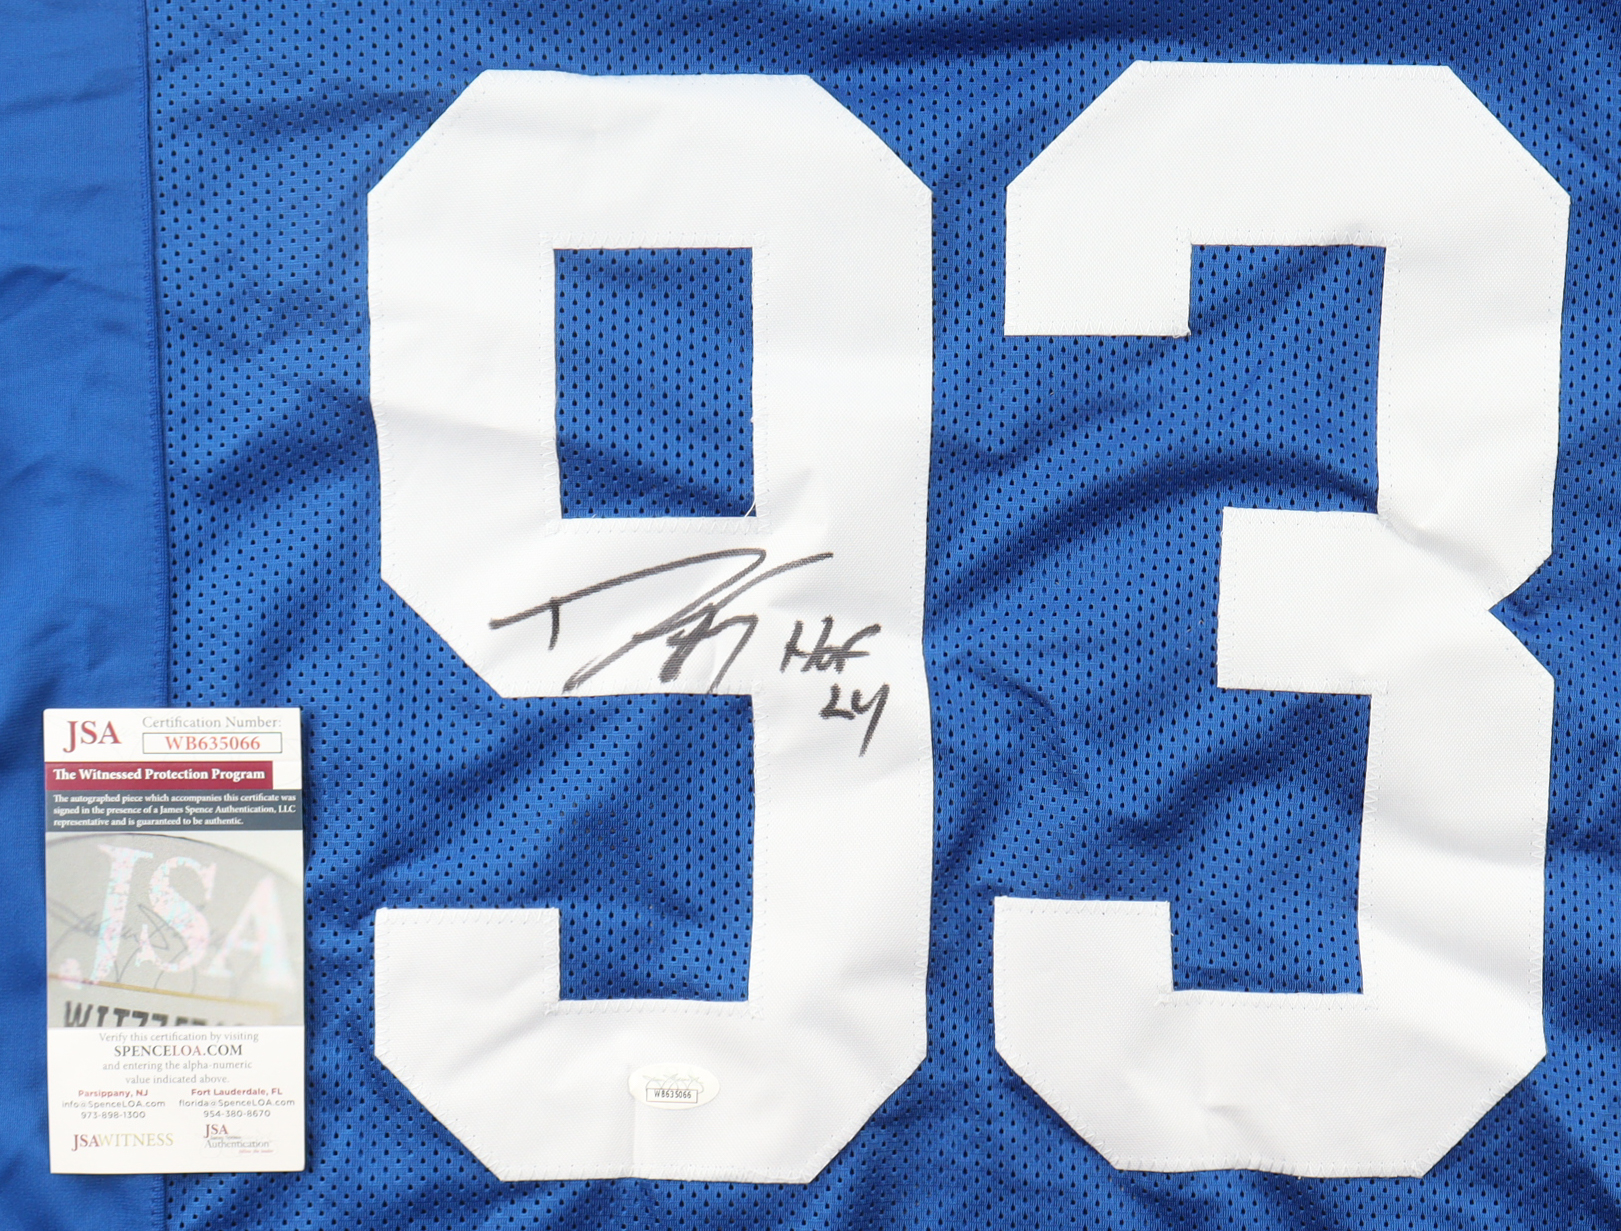 93
HOF
24
JSA
Certification Number:
WB635066
The Witnessed Protection Program
The autographed piece which accompanies this certificate was
signed in the presence of a James Spence Authentication, LLC
representative and is guaranteed to be authentic.
JSA
Verify this certification by visiting
SPENCELOA.COM
and entering the alpha-numeric
value indicated above.
Parsippany, NJ
info@SpenceLOA.com
973-898-1300
Fort Lauderdale, FL
florida@SpenceLOA.com
954-380-8670
JSAWITNESS
JSA
Authentication
WB635066